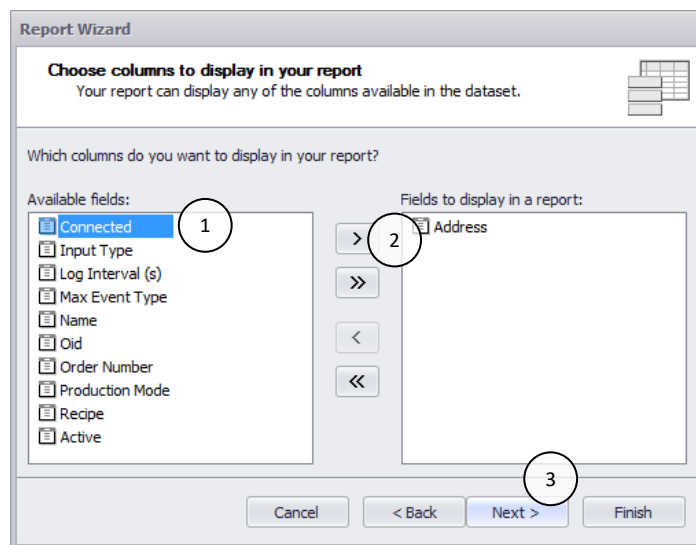 Report Wizard
Choose columns to display in your report
Your report can display any of the columns available in the dataset.
Which columns do you want to display in your report?
Available fields:
Fields to display in a report:
Connected
1
Input Type
Log Interval (s)
Max Event Type
Name
Oid
Order Number
Production Mode
Recipe
Active
>
2
>>
<
<<
Address
3
Cancel
< Back
Next >
Finish